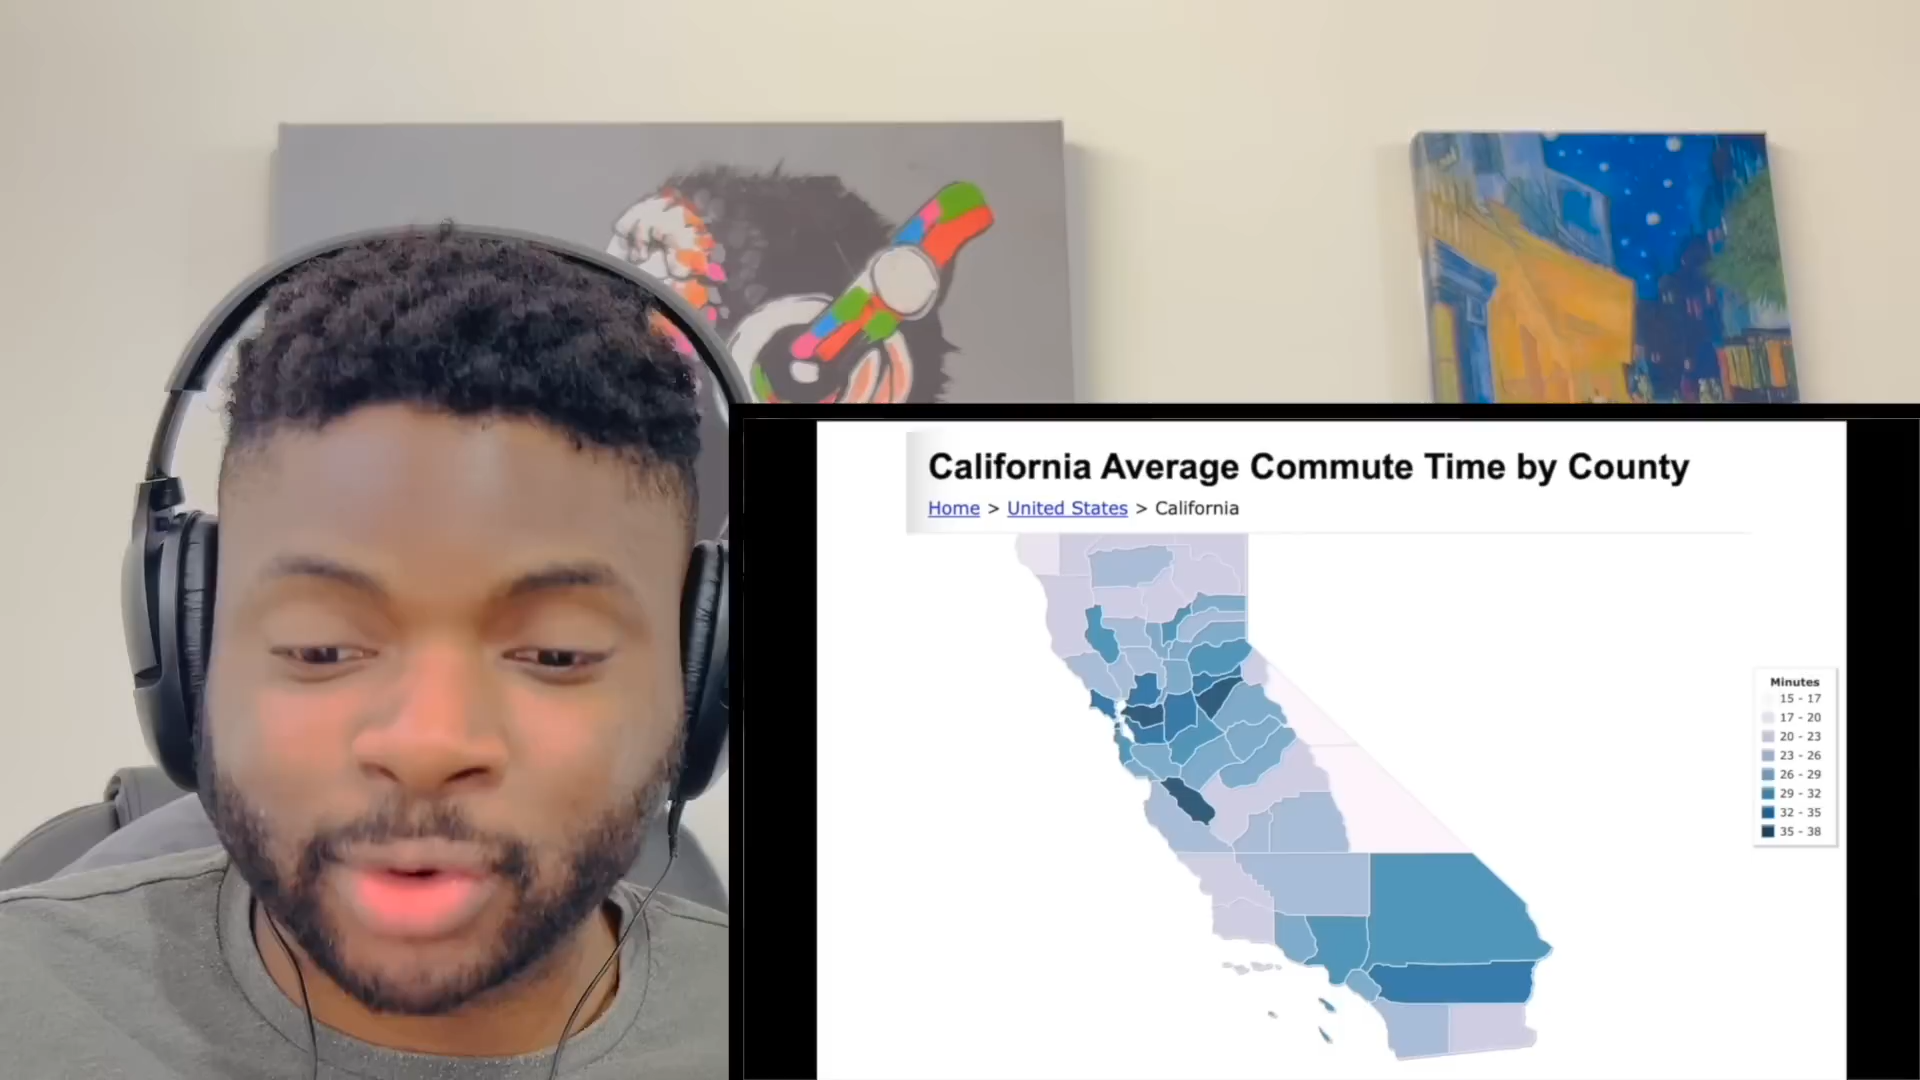 California Average Commute Time by County
Home > United States > California
Minutes
15 - 17
17 - 20
20 - 23
23 - 26
26 - 29
29 - 32
32 - 35
35 - 38